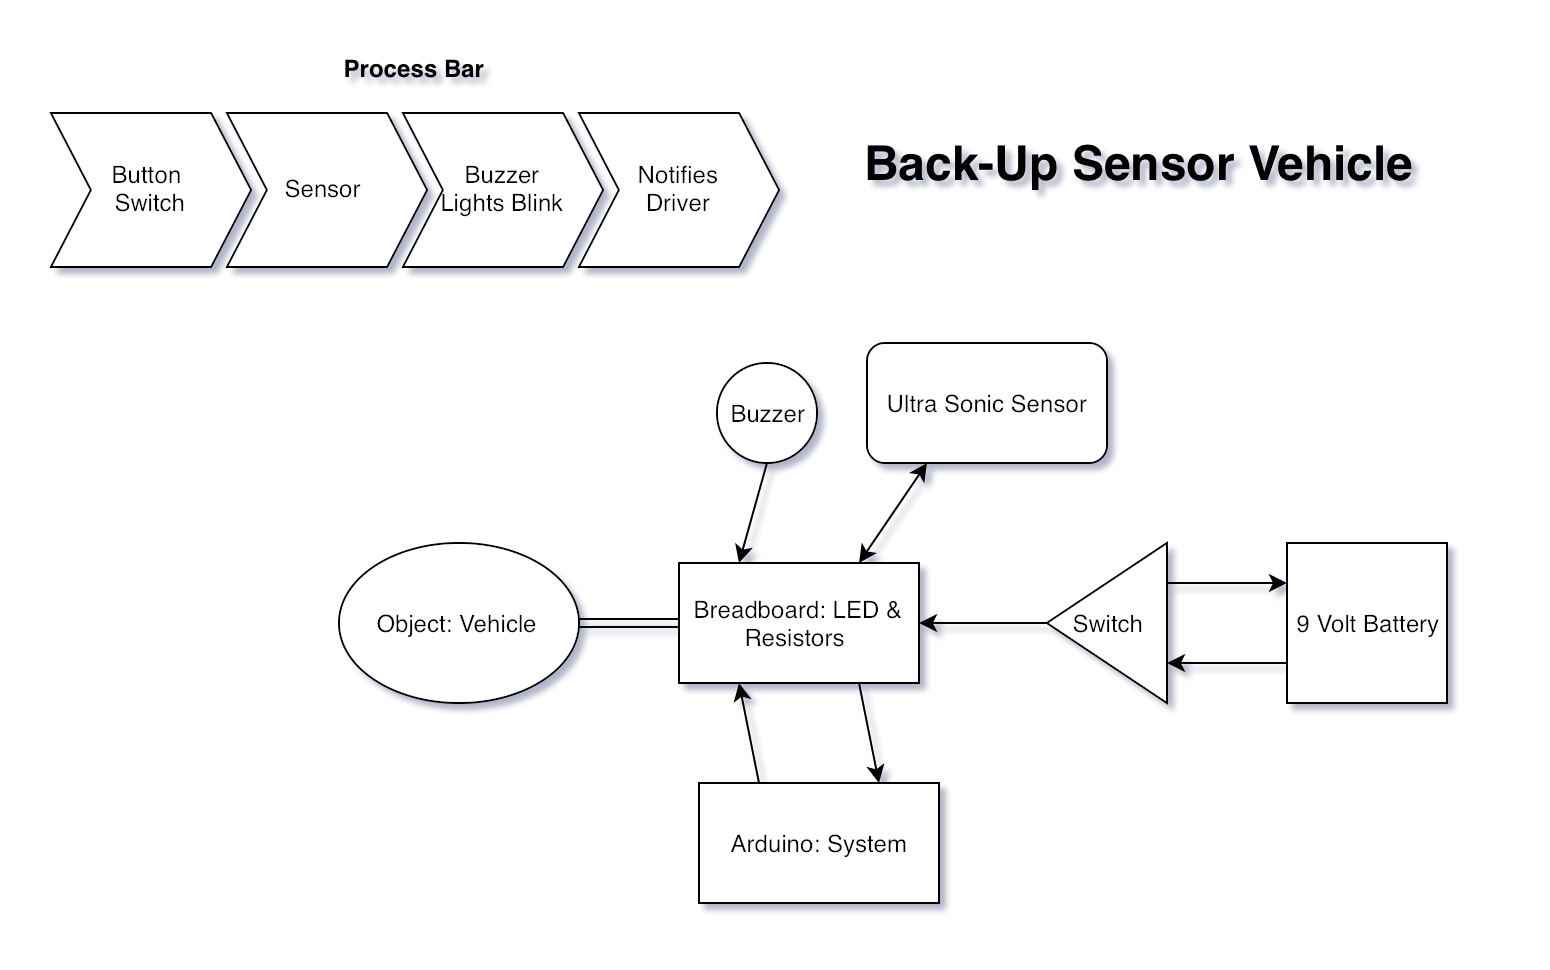 Process Bar
Back-Up Sensor Vehicle
Button
Switch
Sensor
Buzzer
Lights Blink
Notifies
Driver
Buzzer
Ultra Sonic Sensor
Object: Vehicle
Breadboard: LED &
Resistors
Switch
9 Volt Battery
Arduino: System